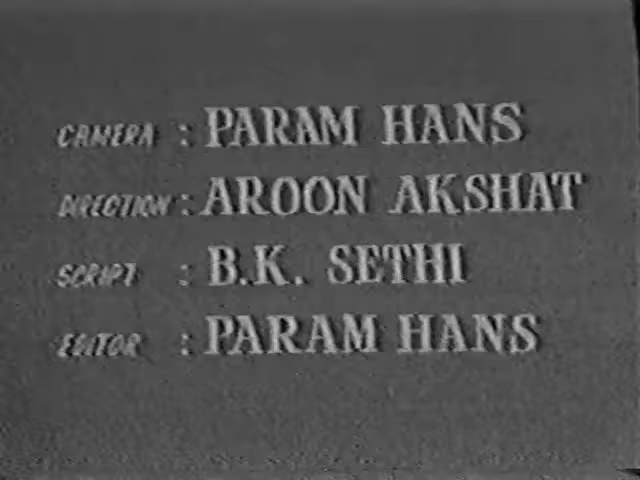 CAMERA : PARAM HANS
DIRECTION : AROON AKSHAT
SCRIPT : B.K. SETHI
EDITOR : PARAM HANS